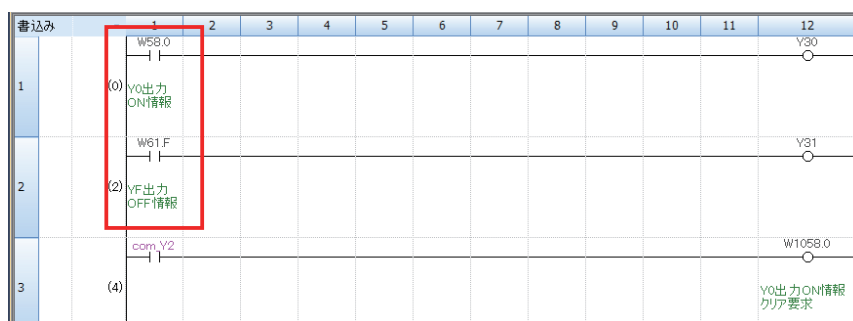 書込み 1 2 3 4 5 6 7 8 9 10 11 12
W58.0 Y30
1 (0) Y0出力
ON情報
W61.F Y31
2 (2) YF出力
OFF情報
com_Y2 W1058.0
3 (4) Y0出力ON情報
クリア要求